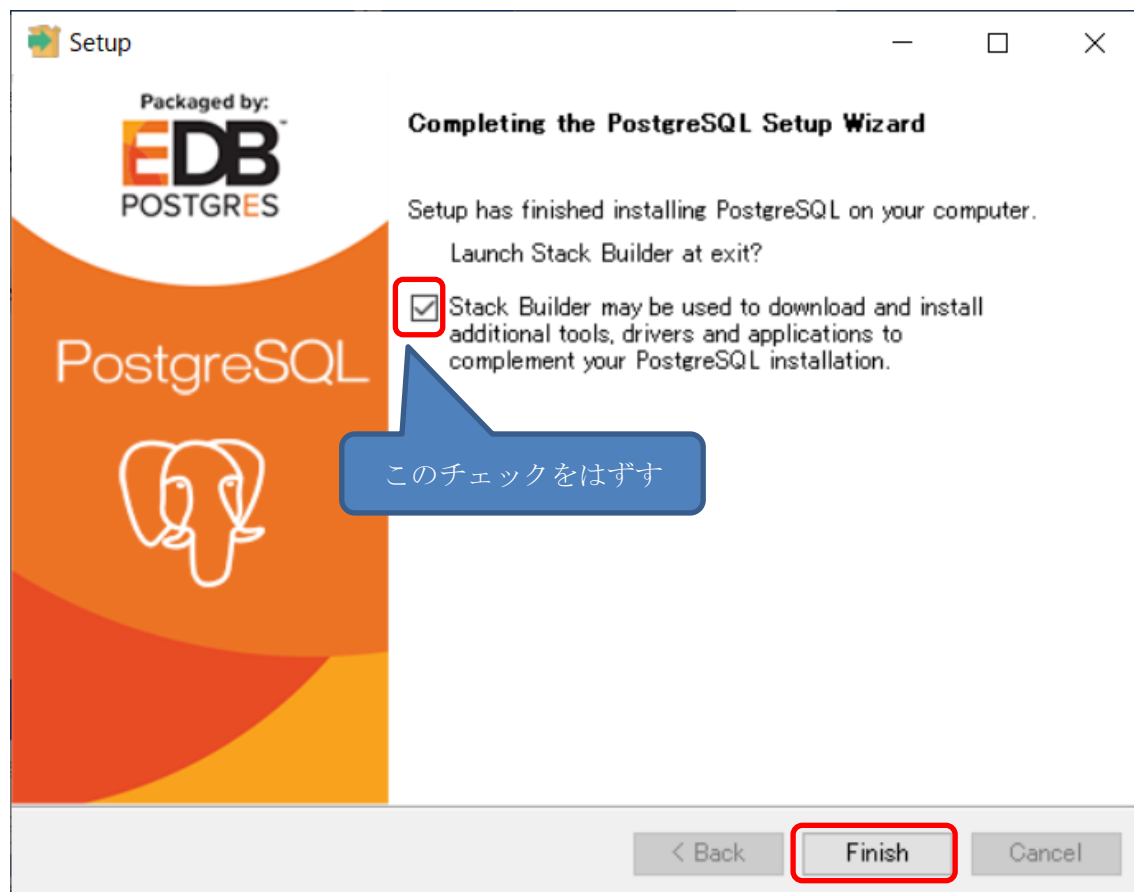 Setup
Packaged by:
EDB™
POSTGRES
PostgreSQL
Completing the PostgreSQL Setup Wizard
Setup has finished installing PostgreSQL on your computer.
Launch Stack Builder at exit?
Stack Builder may be used to download and install
additional tools, drivers and applications to
complement your PostgreSQL installation.
このチェックをはずす
< Back
Finish
Cancel